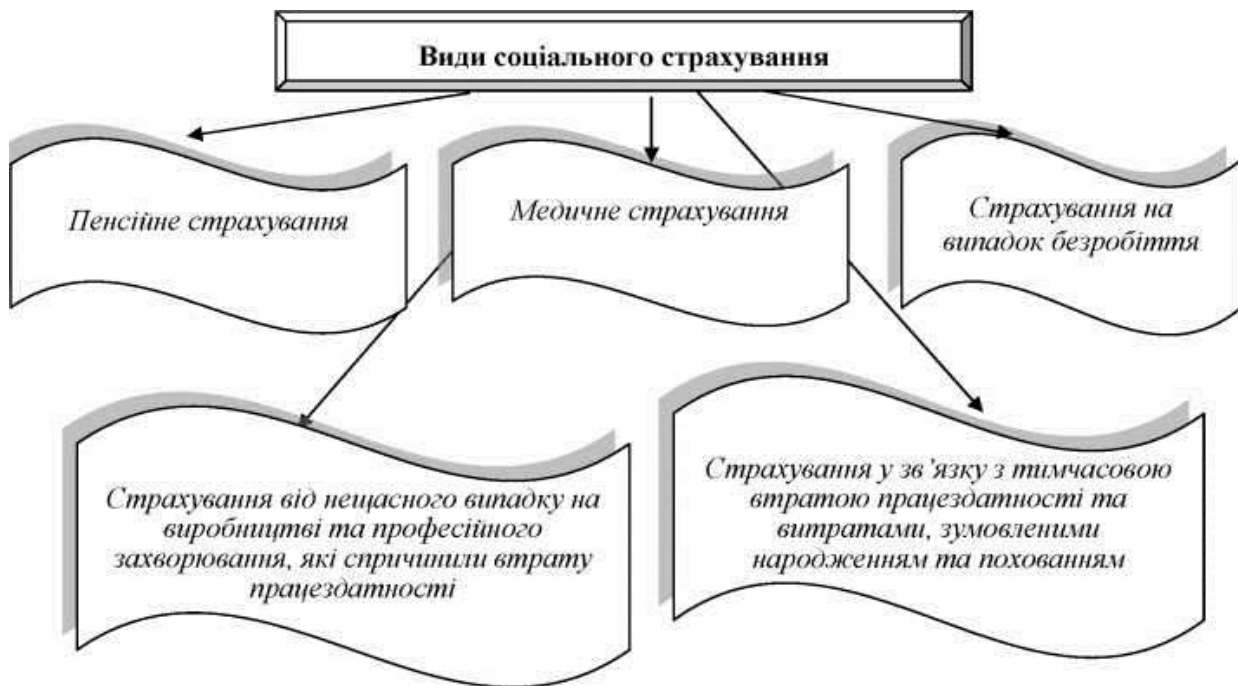 Види соціального страхування
Пенсійне страхування
Медичне страхування
Страхування на
випадок безробіття
Страхування від нещасного випадку на
виробництві та професійного
захворювання, які спричинили втрату
працездатності
Страхування у зв’язку з тимчасовою
втратою працездатності та
витратами, зумовленими
народженням та похованням